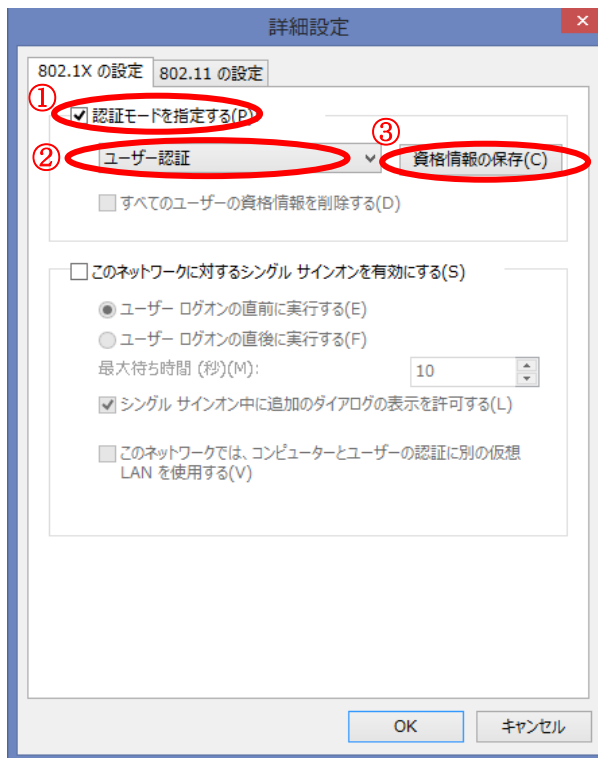 詳細設定
802.1X の設定 802.11 の設定
①
認証モードを指定する(P)
③
② ユーザー認証 資格情報の保存(C)
すべてのユーザーの資格情報を削除する(D)
このネットワークに対するシングル サインオンを有効にする(S)
ユーザー ログオンの直前に実行する(E)
ユーザー ログオンの直後に実行する(F)
最大待ち時間 (秒)(M): 10
シングル サインオン中に追加のダイアログの表示を許可する(L)
このネットワークでは、コンピューターとユーザーの認証に別の仮想
LAN を使用する(V)
OK キャンセル